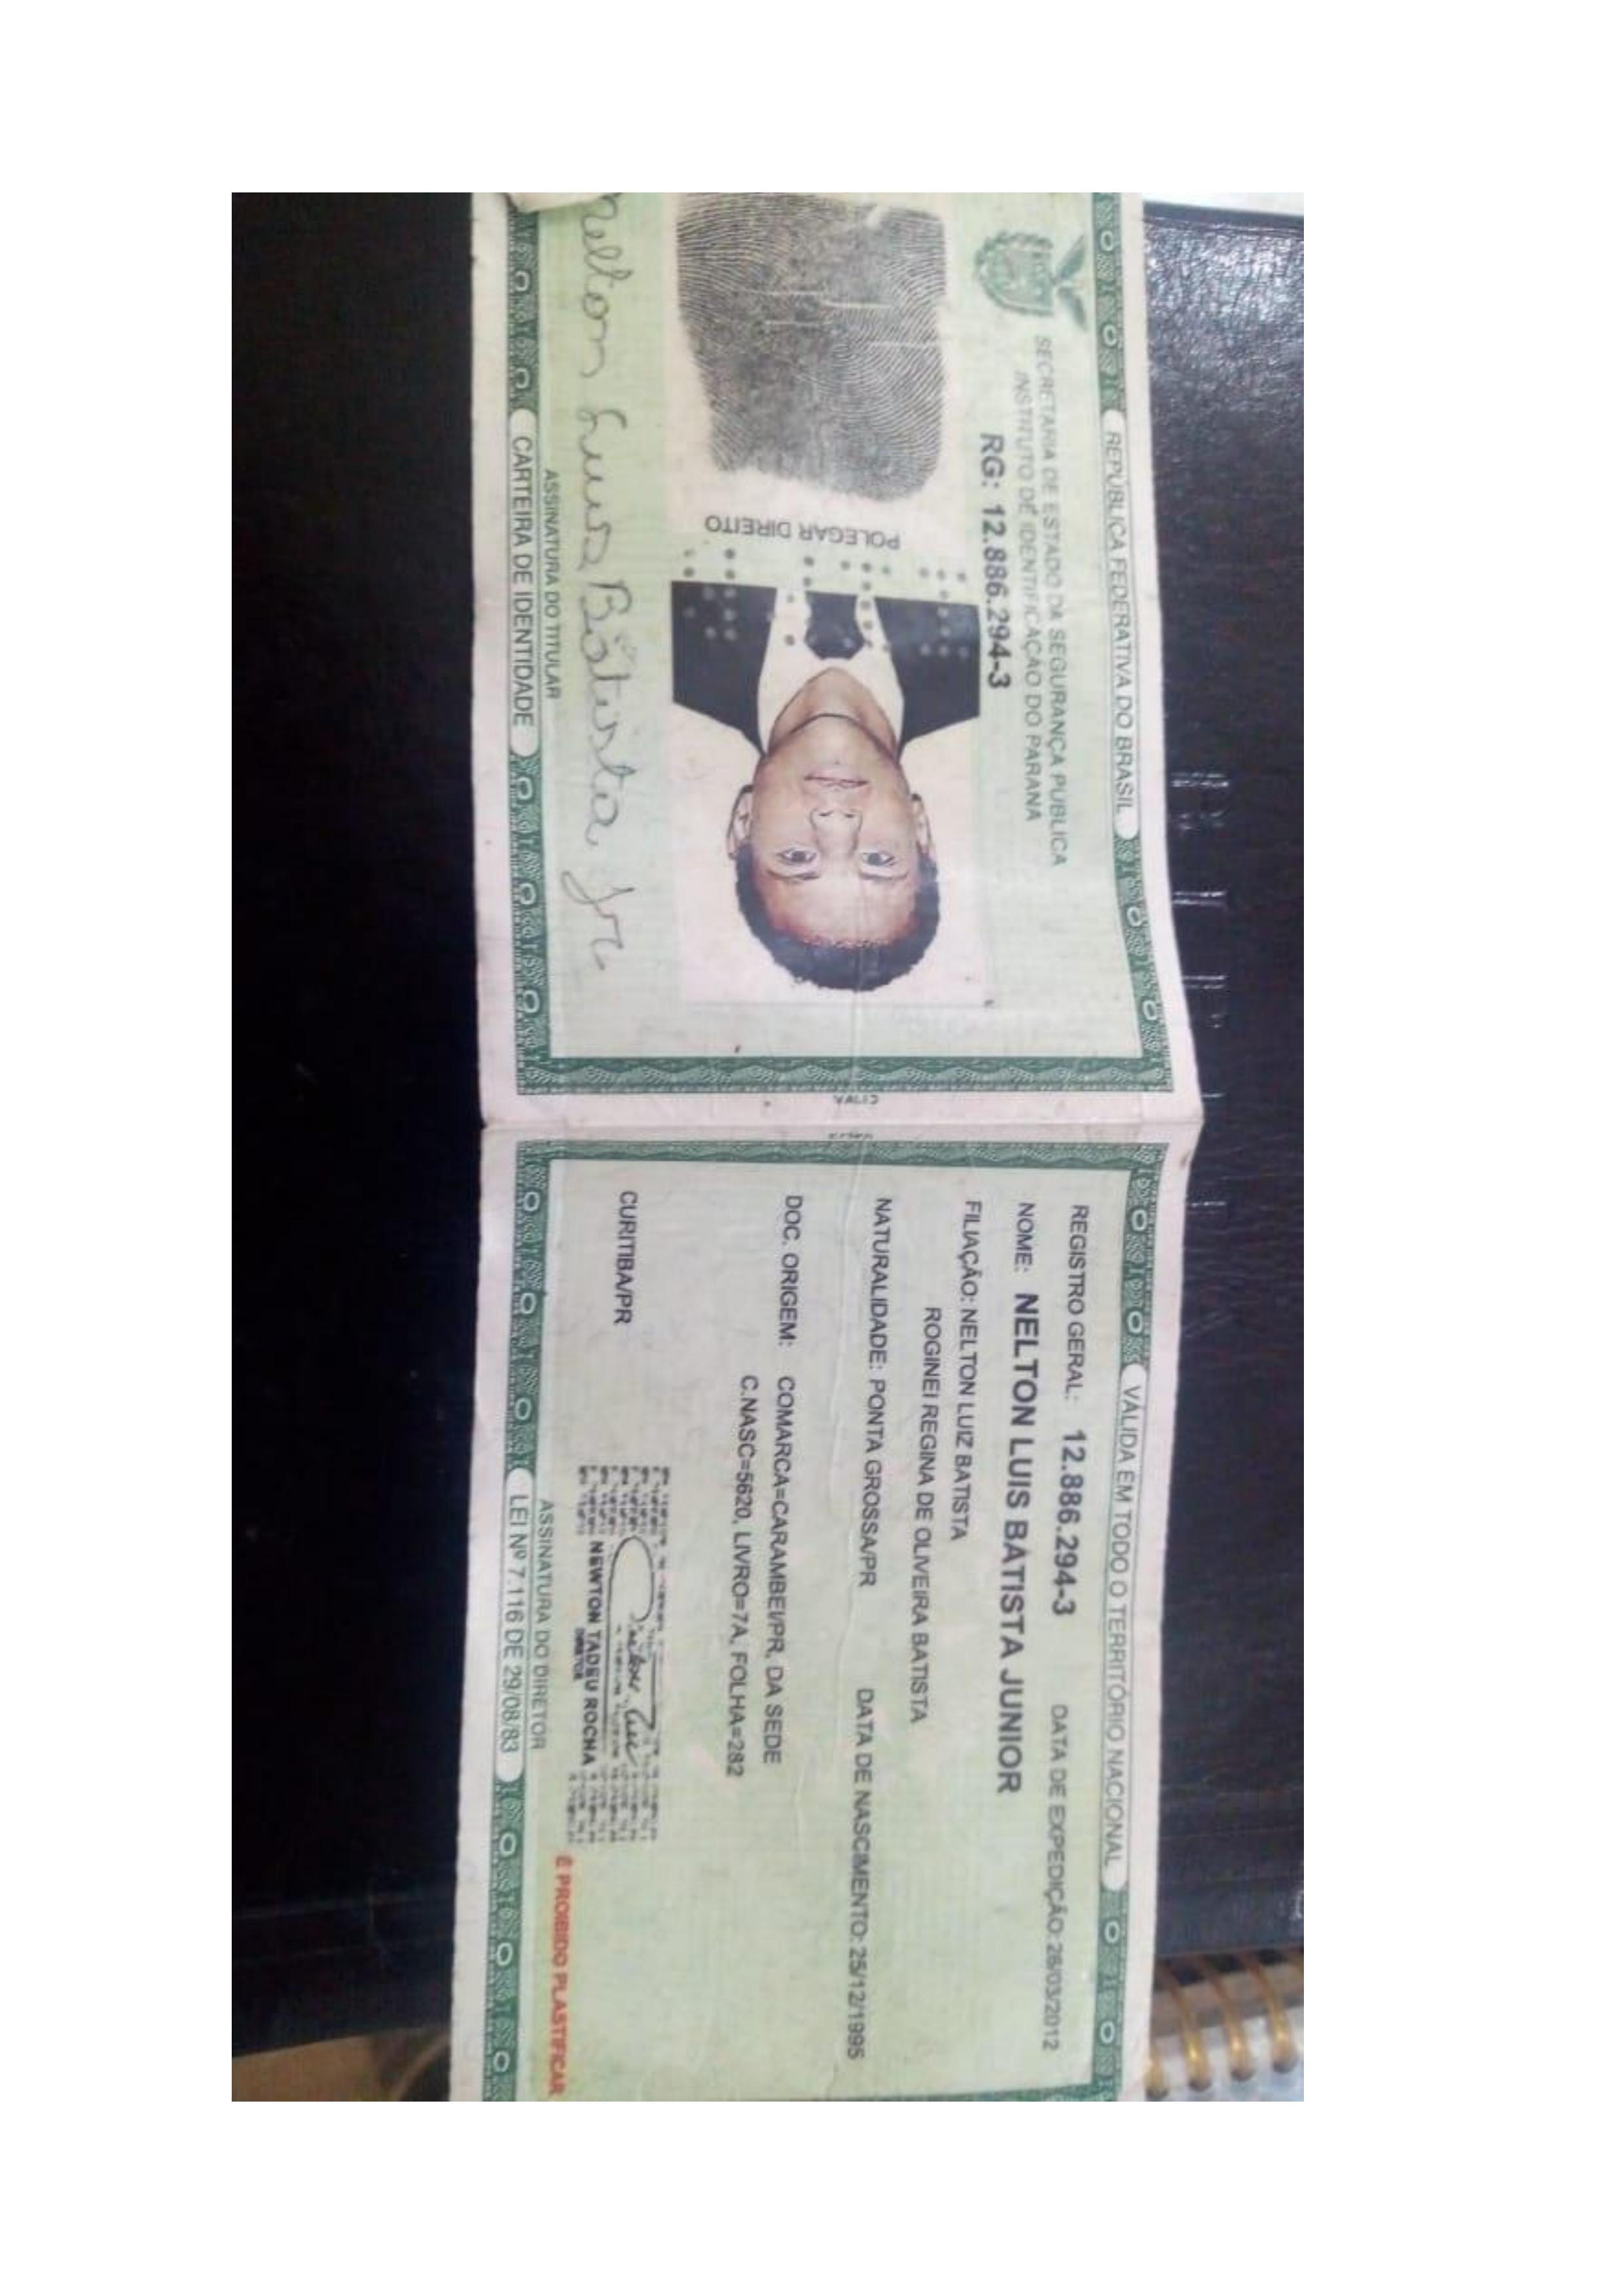 REPÚBLICA FEDERATIVA DO BRASIL
SECRETARIA DE ESTADO DA SEGURANÇA PÚBLICA
INSTITUTO DE IDENTIFICAÇÃO DO PARANÁ
RG: 12.886.294-3
POLEGAR DIREITO
Nelton Luis Batista Jr
ASSINATURA DO TITULAR
CARTEIRA DE IDENTIDADE
VÁLIDA EM TODO O TERRITÓRIO NACIONAL
REGISTRO GERAL: 12.886.294-3 DATA DE EXPEDIÇÃO: 28/03/2012
NOME: NELTON LUIS BATISTA JUNIOR
FILIAÇÃO: NELTON LUIZ BATISTA
ROGINEI REGINA DE OLIVEIRA BATISTA
NATURALIDADE: PONTA GROSSA/PR DATA DE NASCIMENTO: 25/12/1995
DOC. ORIGEM: COMARCA=CARAMBEI/PR, DA SEDE
C.NASC=5620, LIVRO=7A, FOLHA=282
CURITIBA/PR
NEWTON TADEU ROCHA
DIRETOR
ASSINATURA DO DIRETOR
LEI Nº 7.116 DE 29/08/83
É PROIBIDO PLASTIFICAR